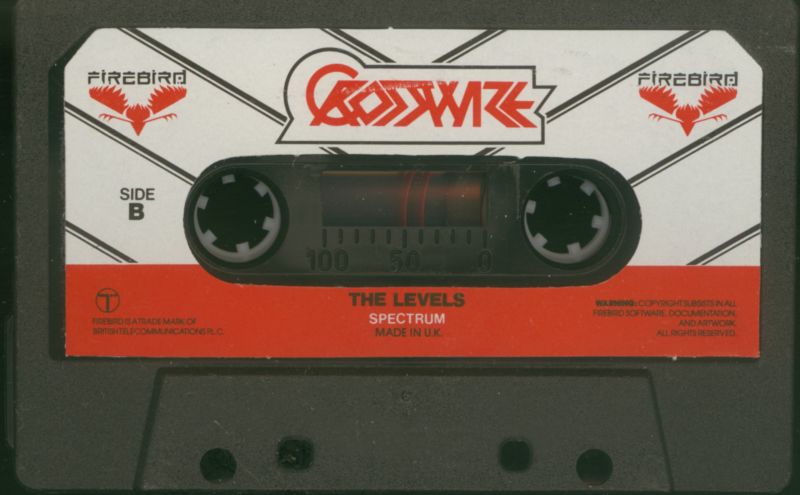 FIREBIRD
CROSSWIZE
FIREBIRD
SIDE
B
100 50 0
T
THE LEVELS
SPECTRUM
MADE IN U.K.
FIREBIRD IS A TRADE MARK OF
BRITISH TELECOMMUNICATIONS PLC.
WARNING: COPYRIGHT SUBSISTS IN ALL
FIREBIRD SOFTWARE, DOCUMENTATION,
AND ARTWORK.
ALL RIGHTS RESERVED.